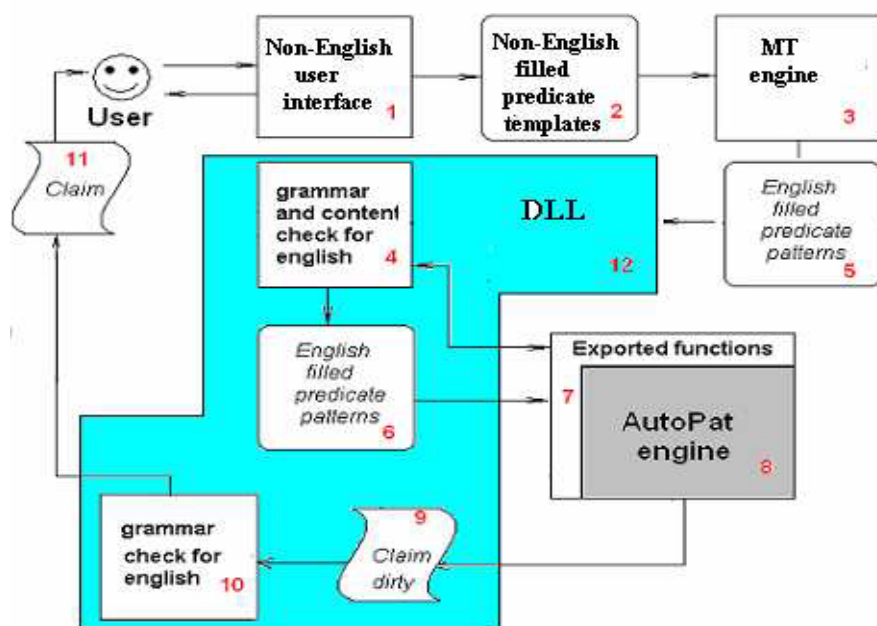 User
Non-English
user
interface
1
Non-English
filled
predicate
templates
2
MT
engine
3
11
Claim
grammar
and content
check for
english
4
DLL
12
English
filled
predicate
patterns
5
English
filled
predicate
patterns
6
Exported functions
7
AutoPat
engine
8
9
Claim
dirty
grammar
check for
english
10